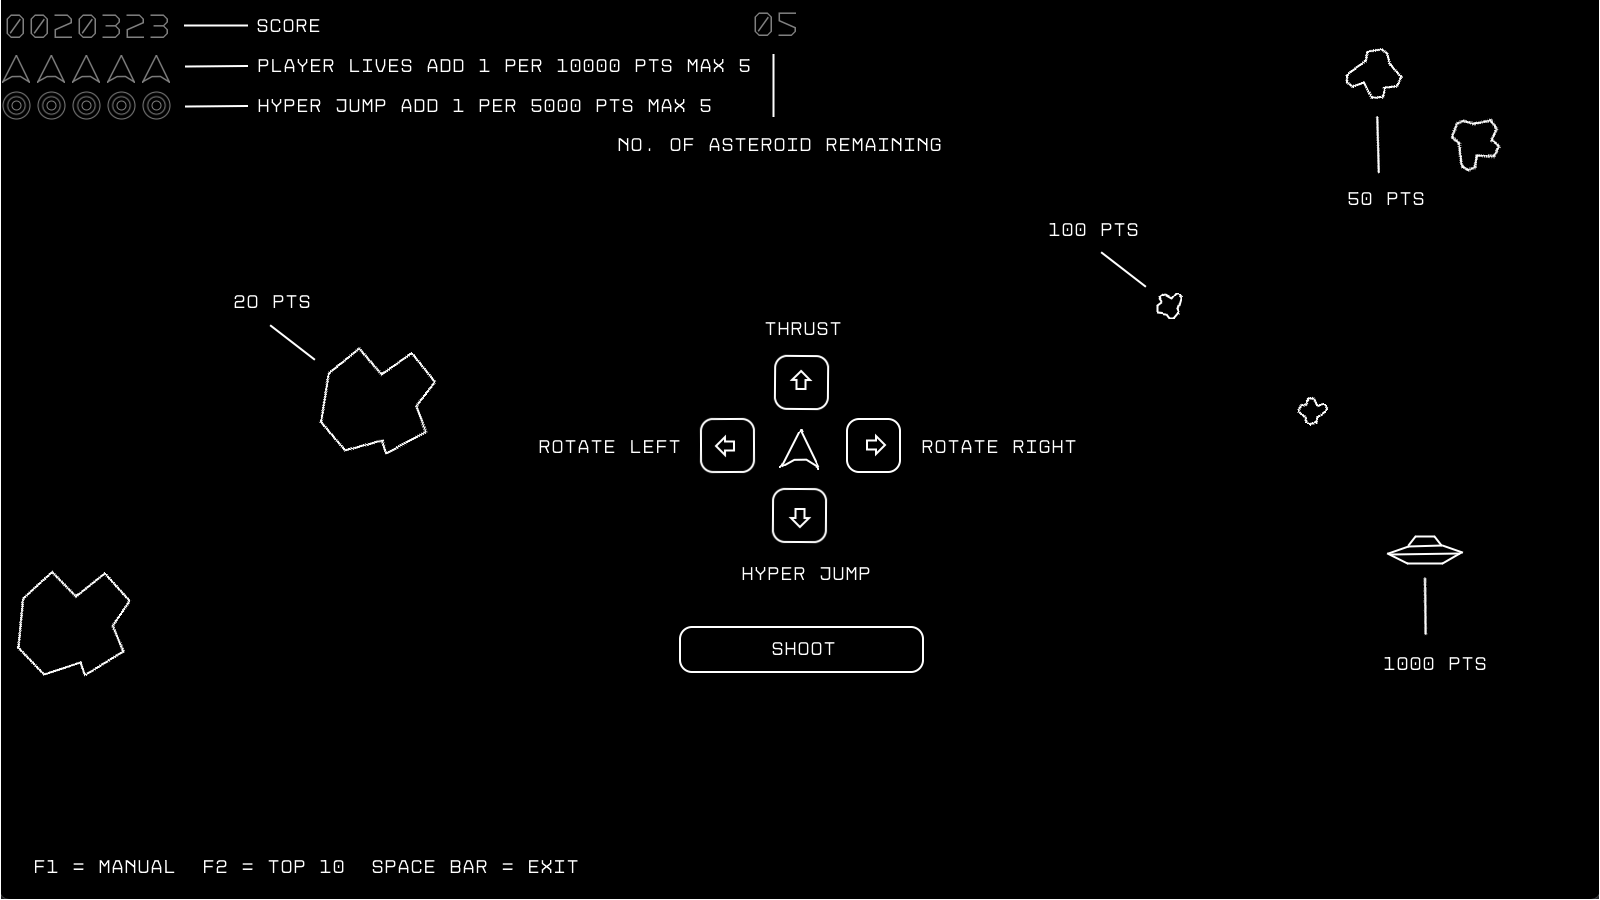 0020323 SCORE 05
PLAYER LIVES ADD 1 PER 10000 PTS MAX 5
HYPER JUMP ADD 1 PER 5000 PTS MAX 5
NO. OF ASTEROID REMAINING
50 PTS
100 PTS
20 PTS
THRUST
ROTATE LEFT
ROTATE RIGHT
HYPER JUMP
SHOOT
1000 PTS
F1 = MANUAL F2 = TOP 10 SPACE BAR = EXIT